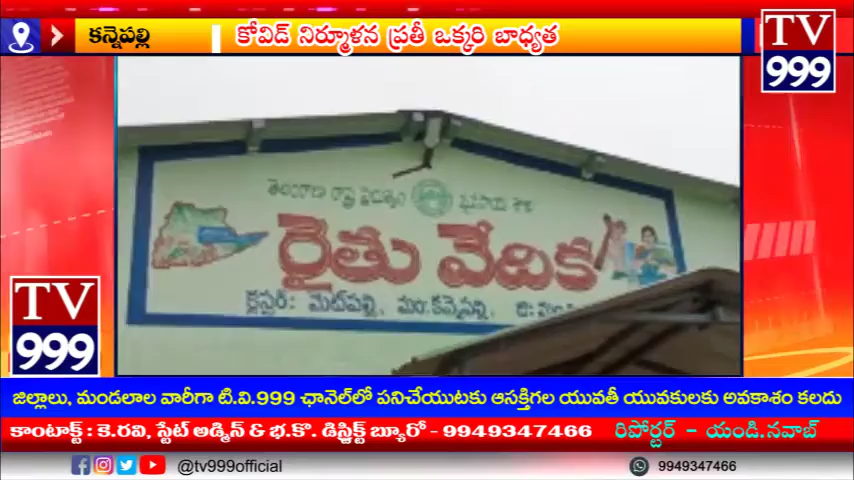 కన్నెపల్లి
కోవిడ్ నిర్మూళన ప్రతీ ఒక్కరి బాధ్యత
TV
999
తెలంగాణ రాష్ట్ర ప్రభుత్వం
రైతు వేదిక
క్లస్టర్: మెట్‌పల్లి, మం.కన్నెపల్లి,
TV
999
జిల్లాలు, మండలాల వారీగా టి.వి.999 ఛానెల్‌లో పనిచేయుటకు ఆసక్తిగల యువతీ యువకులకు అవకాశం కలదు
కాంటాక్ట్ : కె.రవి, స్టేట్ అడ్మిన్ & భ.కొ. డిస్ట్రిక్ట్ బ్యూరో - 9949347466 రిపోర్టర్ - యండి.నవాబ్
@tv999official
9949347466